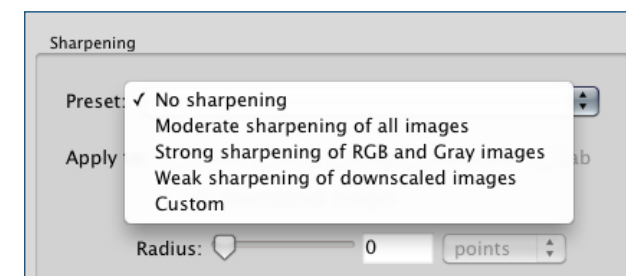 Sharpening
Preset: ✓ No sharpening
Moderate sharpening of all images
Apply
Strong sharpening of RGB and Gray images
Weak sharpening of downscaled images
Custom
Radius: 0 points